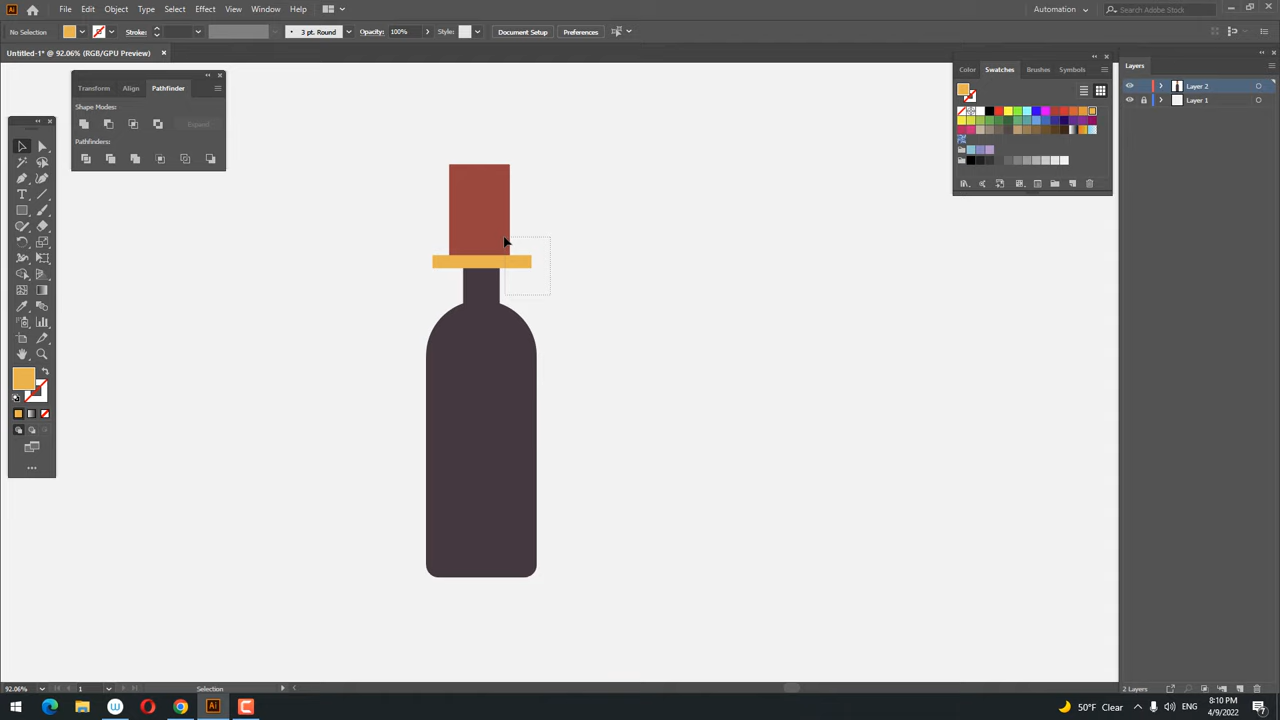 Ai File Edit Object Type Select Effect View Window Help Automation Search Adobe Stock
No Selection Stroke: 3 pt. Round Opacity: 100% Style: Document Setup Preferences
Untitled-1* @ 92.06% (RGB/GPU Preview)
Transform Align Pathfinder
Shape Modes:
Expand
Pathfinders:
Color Swatches Brushes Symbols
Layers
Layer 2
Layer 1
92.06% 1 Selection 2 Layers
50°F Clear ENG 8:10 PM
4/9/2022